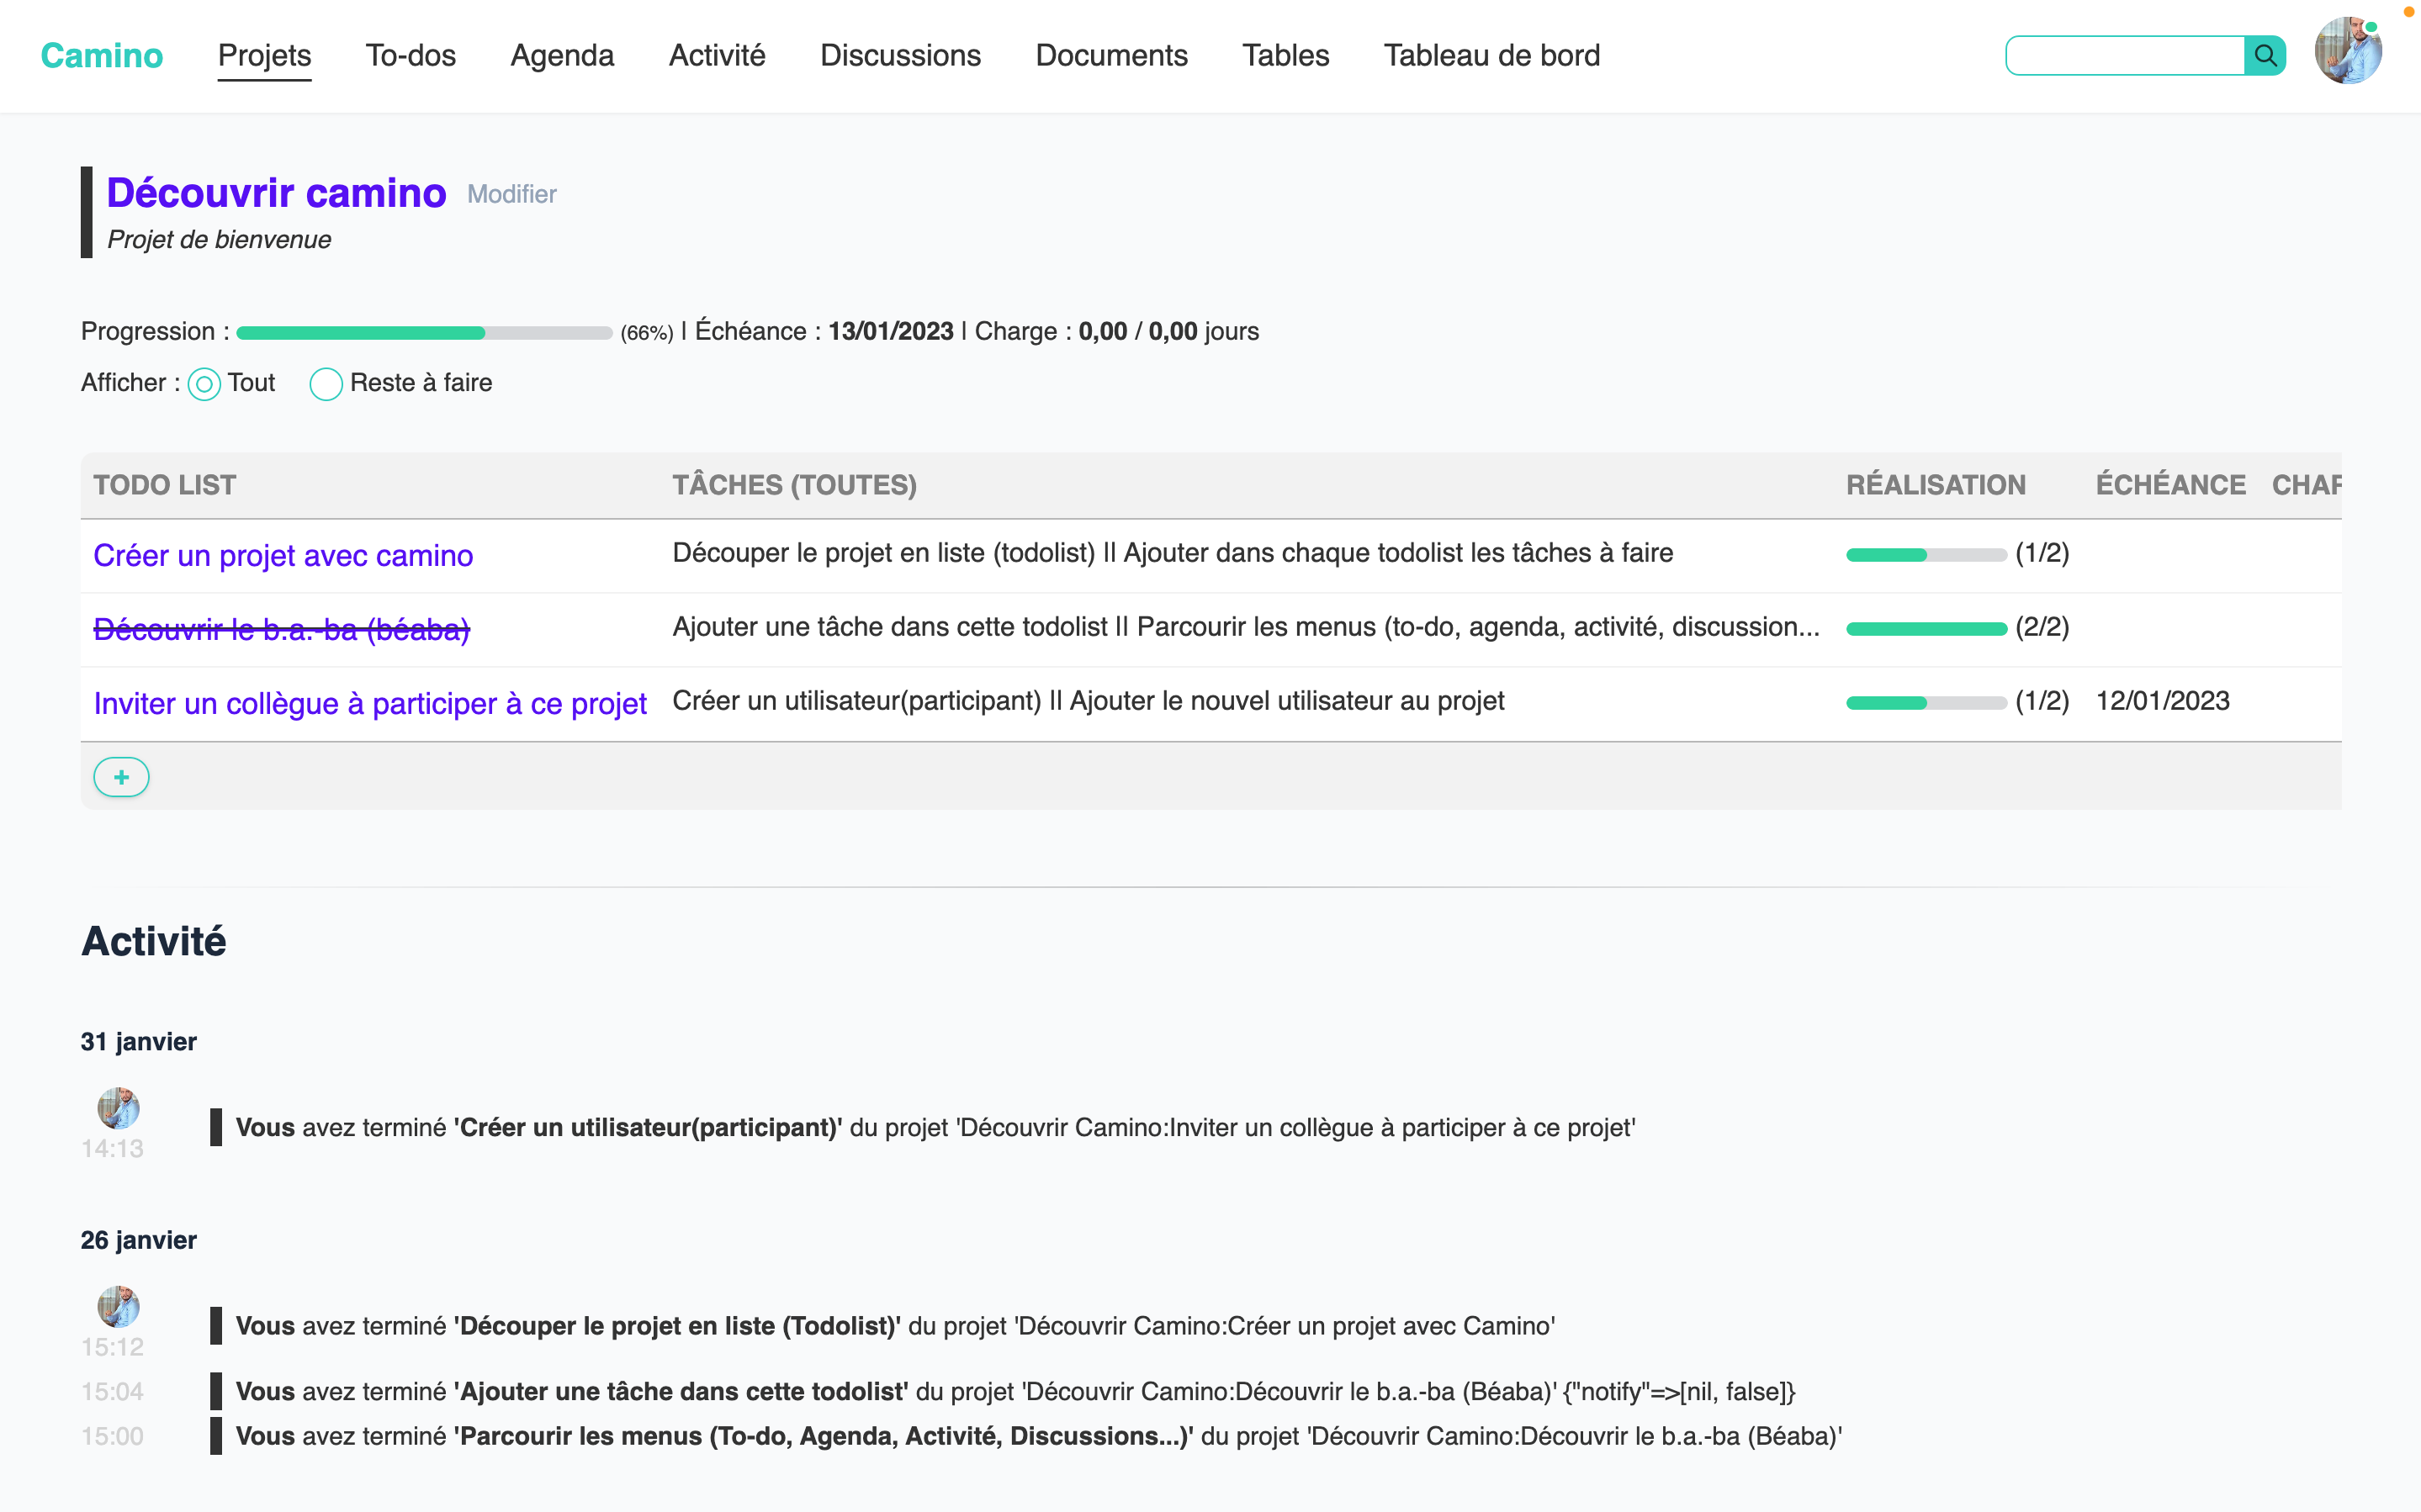 Camino Projets To-dos Agenda Activité Discussions Documents Tables Tableau de bord
Découvrir camino Modifier
Projet de bienvenue
Progression : (66%) | Échéance : 13/01/2023 | Charge : 0,00 / 0,00 jours
Afficher : Tout Reste à faire
TODO LIST TÂCHES (TOUTES) RÉALISATION ÉCHÉANCE
Créer un projet avec camino Découper le projet en liste (todolist) || Ajouter dans chaque todolist les tâches à faire (1/2)
Découvrir le b.a.-ba (béaba) Ajouter une tâche dans cette todolist || Parcourir les menus (to-do, agenda, activité, discussion... (2/2)
Inviter un collègue à participer à ce projet Créer un utilisateur(participant) || Ajouter le nouvel utilisateur au projet (1/2) 12/01/2023
+
Activité
31 janvier
14:13 Vous avez terminé 'Créer un utilisateur(participant)' du projet 'Découvrir Camino:Inviter un collègue à participer à ce projet'
26 janvier
15:12 Vous avez terminé 'Découper le projet en liste (Todolist)' du projet 'Découvrir Camino:Créer un projet avec Camino'
15:04 Vous avez terminé 'Ajouter une tâche dans cette todolist' du projet 'Découvrir Camino:Découvrir le b.a.-ba (Béaba)' {"notify"=>[nil, false]}
15:00 Vous avez terminé 'Parcourir les menus (To-do, Agenda, Activité, Discussions...)' du projet 'Découvrir Camino:Découvrir le b.a.-ba (Béaba)'